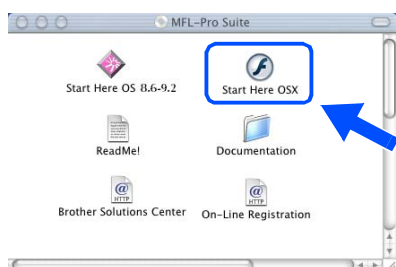 MFL-Pro Suite
Start Here OS 8.6-9.2
Start Here OSX
ReadMe!
Documentation
@
HTTP
@
HTTP
Brother Solutions Center
On-Line Registration